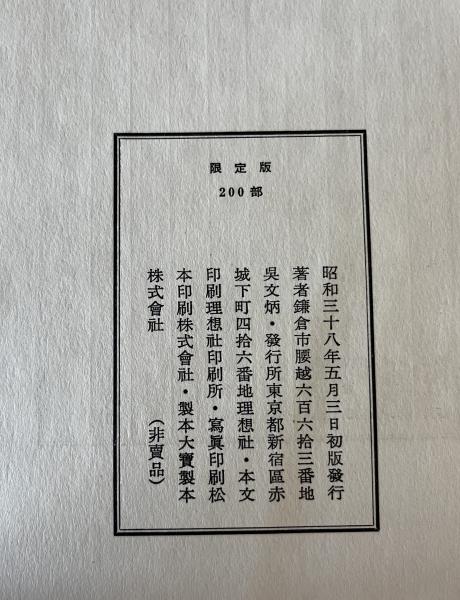 限定版
200部
昭和三十八年五月三日初版發行
著者鎌倉市腰越六百六拾三番地
吳文炳・發行所東京都新宿區赤
城下町四拾六番地理想社・本文
印刷理想社印刷所・寫眞印刷松
本印刷株式會社・製本大寶製本
株式會社
（非賣品）